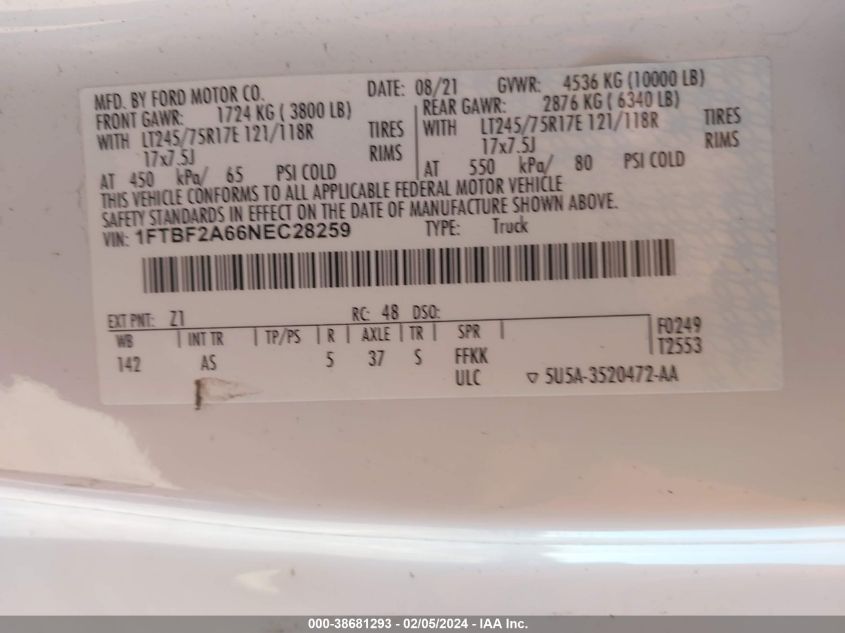 MFD. BY FORD MOTOR CO. DATE: 08/21 GVWR: 4536 KG (10000 LB)
FRONT GAWR: 1724 KG ( 3800 LB) REAR GAWR: 2876 KG ( 6340 LB)
WITH LT245/75R17E 121/118R TIRES WITH LT245/75R17E 121/118R TIRES
17x7.5J RIMS 17x7.5J RIMS
AT 450 kPa/ 65 PSI COLD AT 550 kPa/ 80 PSI COLD
THIS VEHICLE CONFORMS TO ALL APPLICABLE FEDERAL MOTOR VEHICLE
SAFETY STANDARDS IN EFFECT ON THE DATE OF MANUFACTURE SHOWN ABOVE.
VIN: 1FTBF2A66NEC28259 TYPE: Truck
EXT PNT: Z1 RC: 48 DSO:
WB INT TR TP/PS R AXLE TR SPR F0249
142 AS 5 37 S FFKK T2553
ULC ▽ 5U5A-3520472-AA
000-38681293 - 02/05/2024 - IAA Inc.